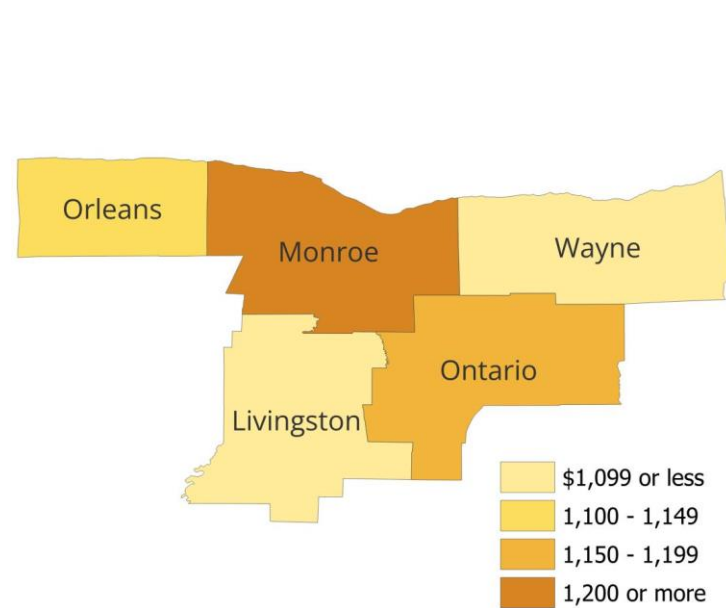 Orleans
Monroe
Wayne
Ontario
Livingston
$1,099 or less
1,100 - 1,149
1,150 - 1,199
1,200 or more